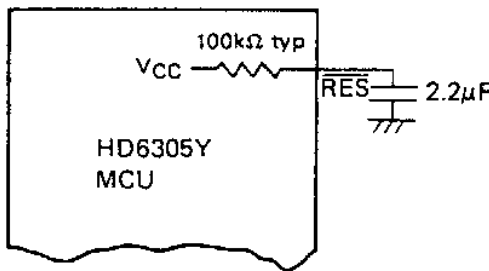 100kΩ typ
VCC
RES
2.2μF
HD6305Y
MCU